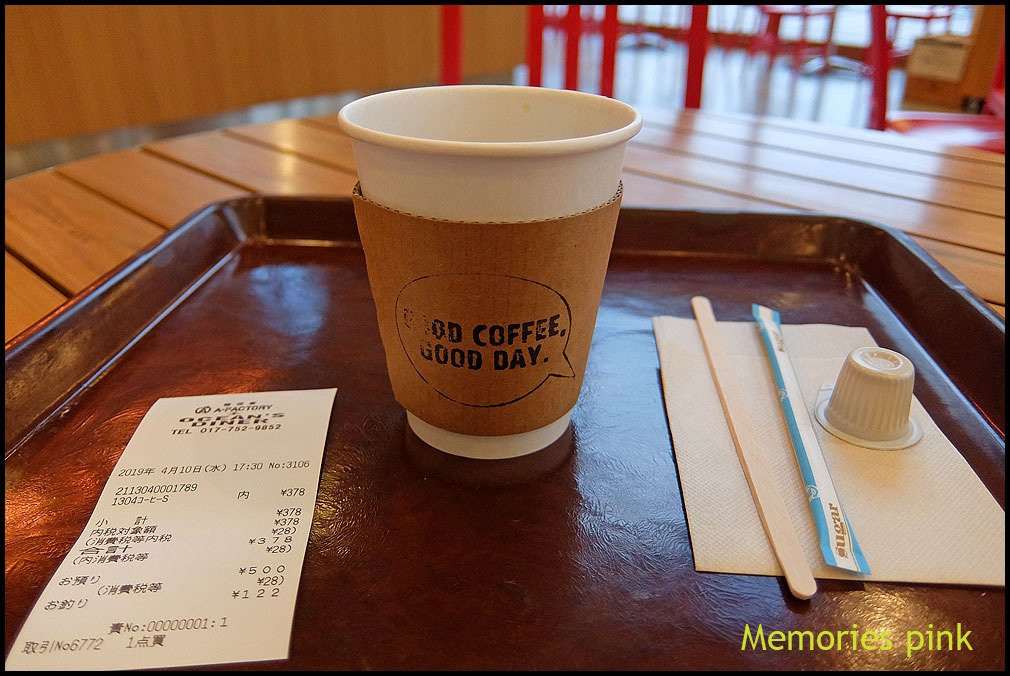 GOOD COFFEE,
GOOD DAY.
領収書
A-FACTORY
OCEAN'S
DINER
TEL 017-752-9852
2019年 4月10日(水) 17:30 No:3106
2113040001789
1304コーヒーS 内 ¥378
小 計 ¥378
内税対象額 ¥378
(消費税等内税 ¥28)
合計 ¥378
(内消費税等 ¥28)
お預り ¥500
(消費税等 ¥28)
お釣り ¥122
責No:00000001:1
取引No6772 1点買
sugar
Memories pink